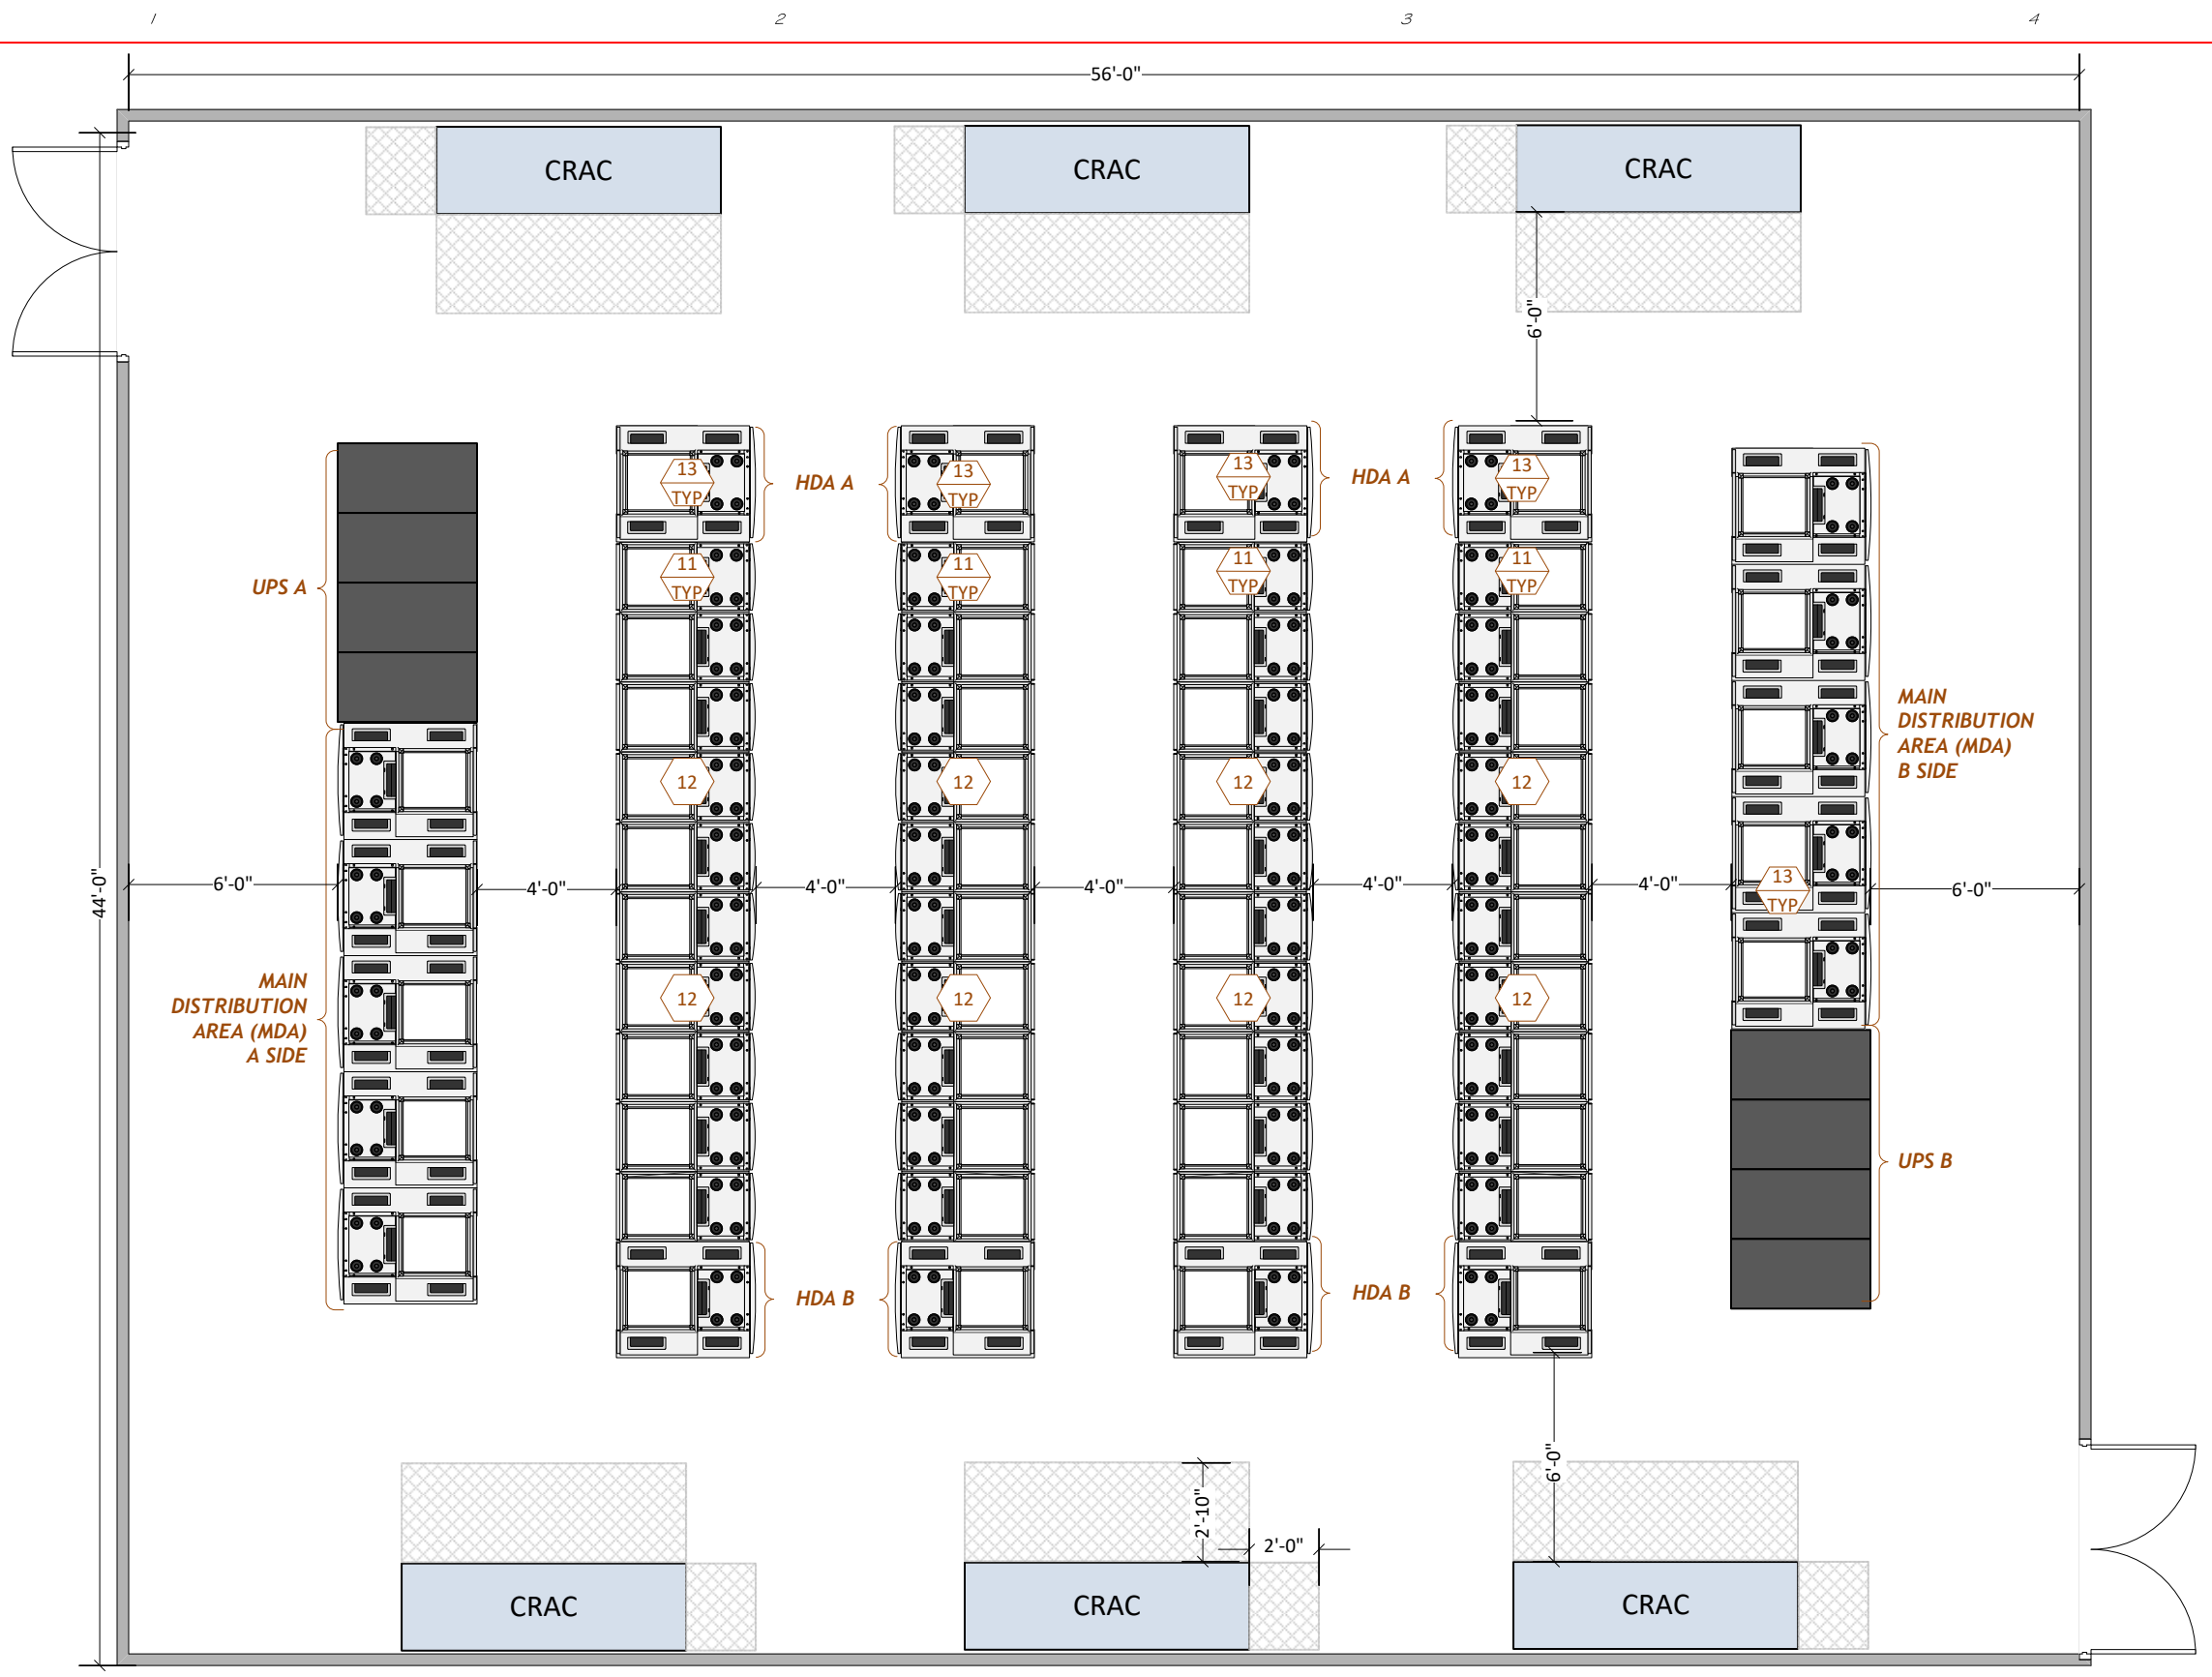 1 2 3 4
56'-0"
CRAC CRAC CRAC
6'-0"
13 13 13 13
TYP TYP TYP TYP
HDA A HDA A
11 11 11 11
TYP TYP TYP TYP
UPS A
MAIN
DISTRIBUTION
AREA (MDA)
B SIDE
12 12 12 12
44'-0"
6'-0" 4'-0" 4'-0" 4'-0" 4'-0" 4'-0" 6'-0"
13
TYP
MAIN
DISTRIBUTION
AREA (MDA)
A SIDE
12 12 12 12
UPS B
HDA B HDA B
6'-0"
2'-10"
2'-0"
CRAC CRAC CRAC